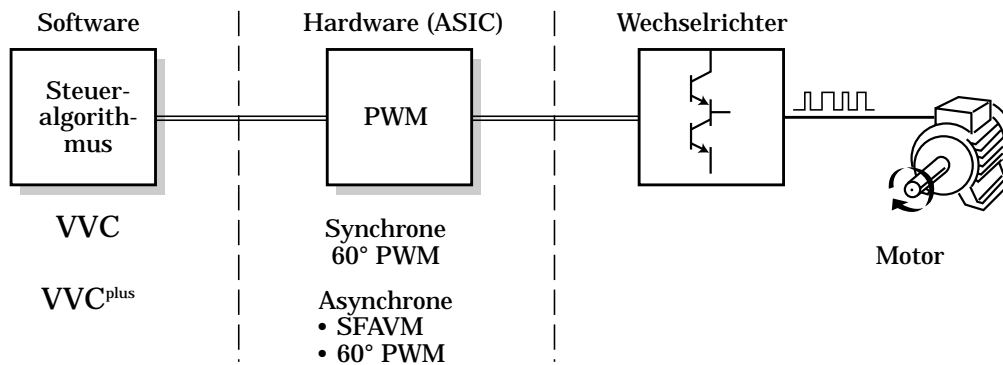 Software
Hardware (ASIC)
Wechselrichter
Steuer-
algorith-
mus
PWM
VVC
Synchrone
60° PWM
Motor
VVCplus
Asynchrone
• SFAVM
• 60° PWM